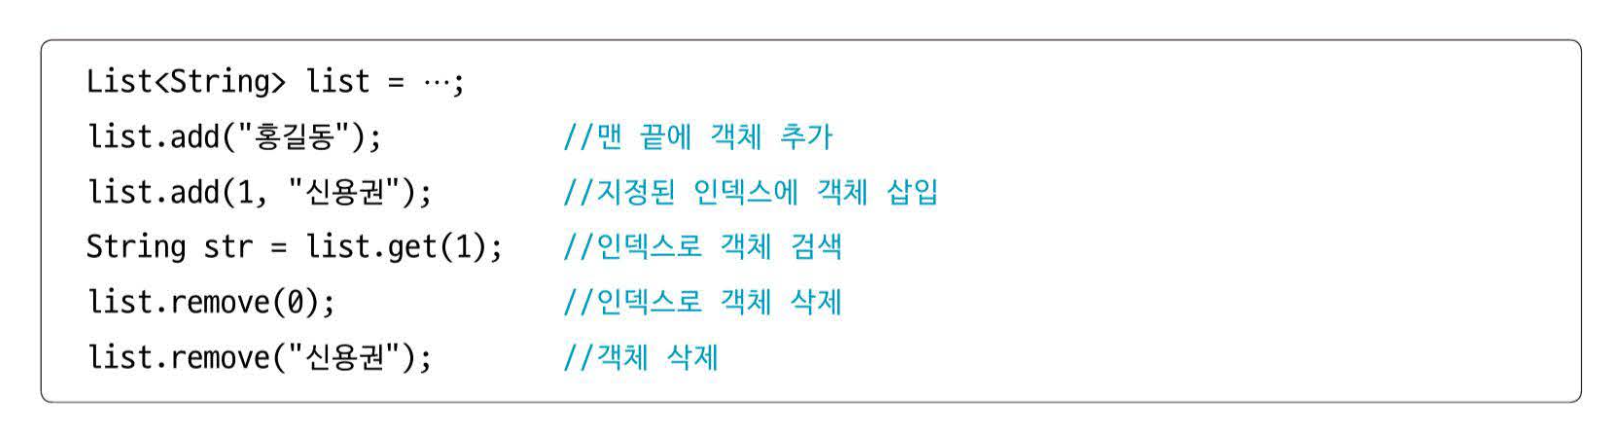 List<String> list = …;
list.add("홍길동"); //맨 끝에 객체 추가
list.add(1, "신용권"); //지정된 인덱스에 객체 삽입
String str = list.get(1); //인덱스로 객체 검색
list.remove(0); //인덱스로 객체 삭제
list.remove("신용권"); //객체 삭제